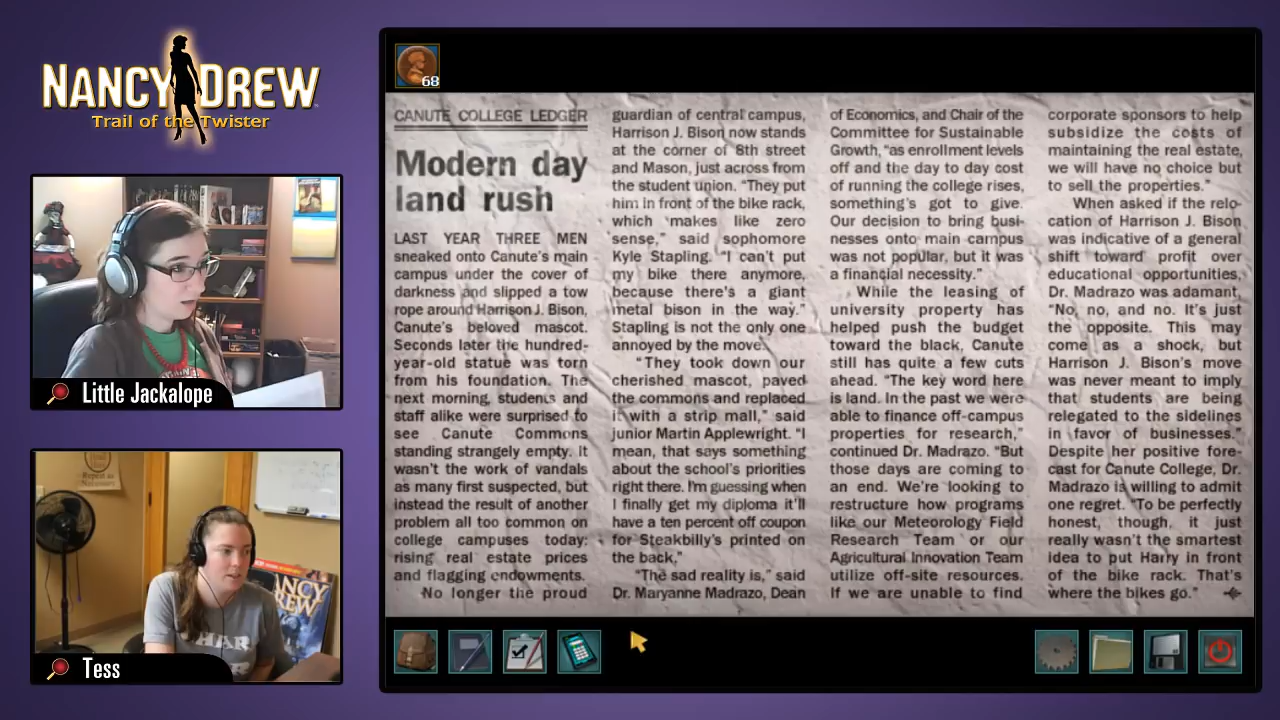 NANCY DREW
Trail of the Twister
Little Jackalope
Tess
68
CANUTE COLLEGE LEDGER
Modern day
land rush
LAST YEAR THREE MEN
sneaked onto Canute's main
campus under the cover of
darkness and slipped a tow
rope around Harrison J. Bison,
Canute's beloved mascot.
Seconds later the hundred-
year-old statue was torn
from his foundation. The
next morning, students and
staff alike were surprised to
see Canute Commons
standing strangely empty. It
wasn't the work of vandals
as many first suspected, but
instead the result of another
problem all too common on
college campuses today:
rising real estate prices
and flagging endowments.
No longer the proud
guardian of central campus,
Harrison J. Bison now stands
at the corner of 8th street
and Mason, just across from
the student union. "They put
him in front of the bike rack,
which makes like zero
sense," said sophomore
Kyle Stapling. "I can't put
my bike there anymore,
because there's a giant
metal bison in the way."
Stapling is not the only one
annoyed by the move.
"They took down our
cherished mascot, paved
the commons and replaced
it with a strip mall," said
junior Martin Applewright. "I
mean, that says something
about the school's priorities
right there. I'm guessing when
I finally get my diploma it'll
have a ten percent off coupon
for Steakbilly's printed on
the back."
"The sad reality is," said
Dr. Maryanne Madrazo, Dean
of Economics, and Chair of the
Committee for Sustainable
Growth, "as enrollment levels
off and the day to day cost
of running the college rises,
something's got to give.
Our decision to bring busi-
nesses onto main campus
was not popular, but it was
a financial necessity."
While the leasing of
university property has
helped push the budget
toward the black, Canute
still has quite a few cuts
ahead. "The key word here
is land. In the past we were
able to finance off-campus
properties for research,"
continued Dr. Madrazo. "But
those days are coming to
an end. We're looking to
restructure how programs
like our Meteorology Field
Research Team or our
Agricultural Innovation Team
utilize off-site resources.
If we are unable to find
corporate sponsors to help
subsidize the costs of
maintaining the real estate,
we will have no choice but
to sell the properties."
When asked if the relo-
cation of Harrison J. Bison
was indicative of a general
shift toward profit over
educational opportunities,
Dr. Madrazo was adamant,
"No, no, and no. It's just
the opposite. This may
come as a shock, but
Harrison J. Bison's move
was never meant to imply
that students are being
relegated to the sidelines
in favor of businesses."
Despite her positive fore-
cast for Canute College, Dr.
Madrazo is willing to admit
one regret. "To be perfectly
honest, though, it just
really wasn't the smartest
idea to put Harry in front
of the bike rack. That's
where the bikes go."